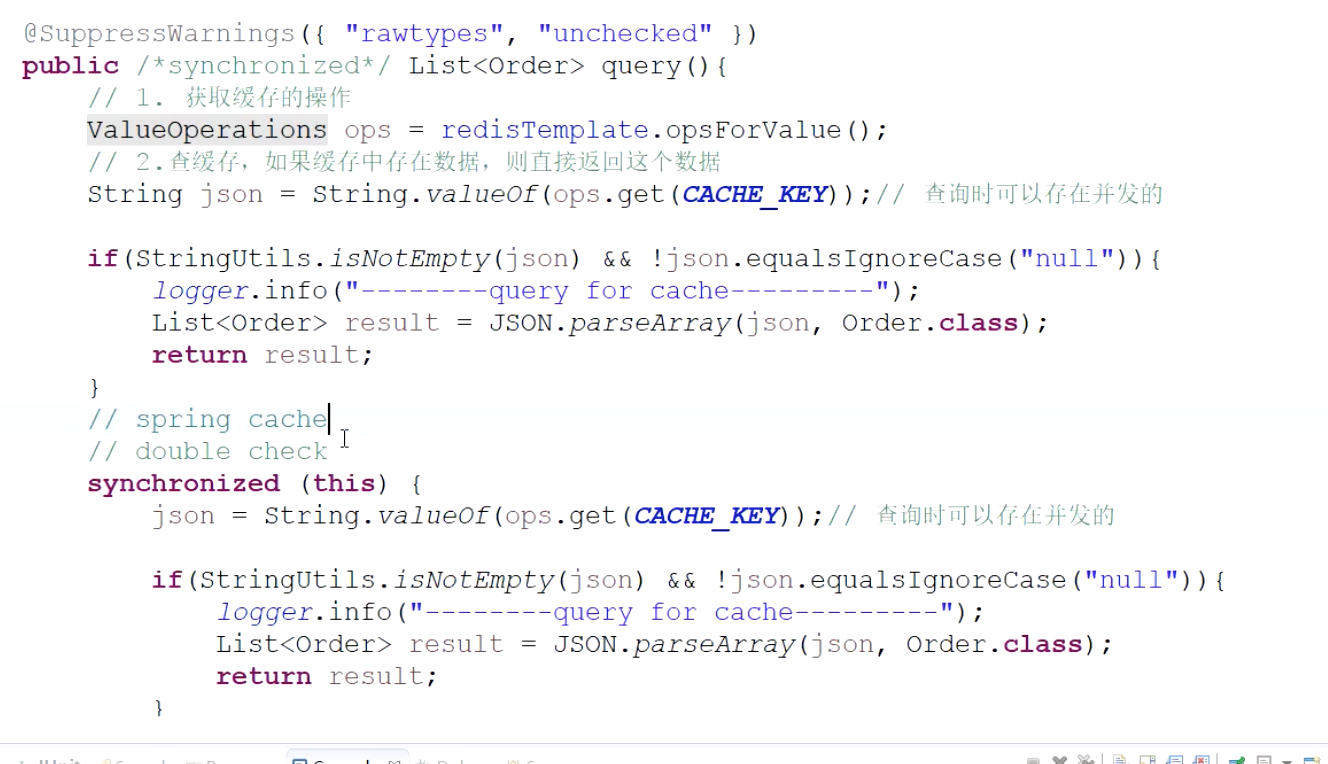 @SuppressWarnings({ "rawtypes", "unchecked" })
public /*synchronized*/ List<Order> query(){
// 1. 获取缓存的操作
ValueOperations ops = redisTemplate.opsForValue();
// 2.查缓存，如果缓存中存在数据，则直接返回这个数据
String json = String.valueOf(ops.get(CACHE_KEY));// 查询时可以存在并发的
if(StringUtils.isNotEmpty(json) && !json.equalsIgnoreCase("null")){
logger.info("--------query for cache---------");
List<Order> result = JSON.parseArray(json, Order.class);
return result;
}
// spring cache
// double check
synchronized (this) {
json = String.valueOf(ops.get(CACHE_KEY));// 查询时可以存在并发的
if(StringUtils.isNotEmpty(json) && !json.equalsIgnoreCase("null")){
logger.info("--------query for cache---------");
List<Order> result = JSON.parseArray(json, Order.class);
return result;
}